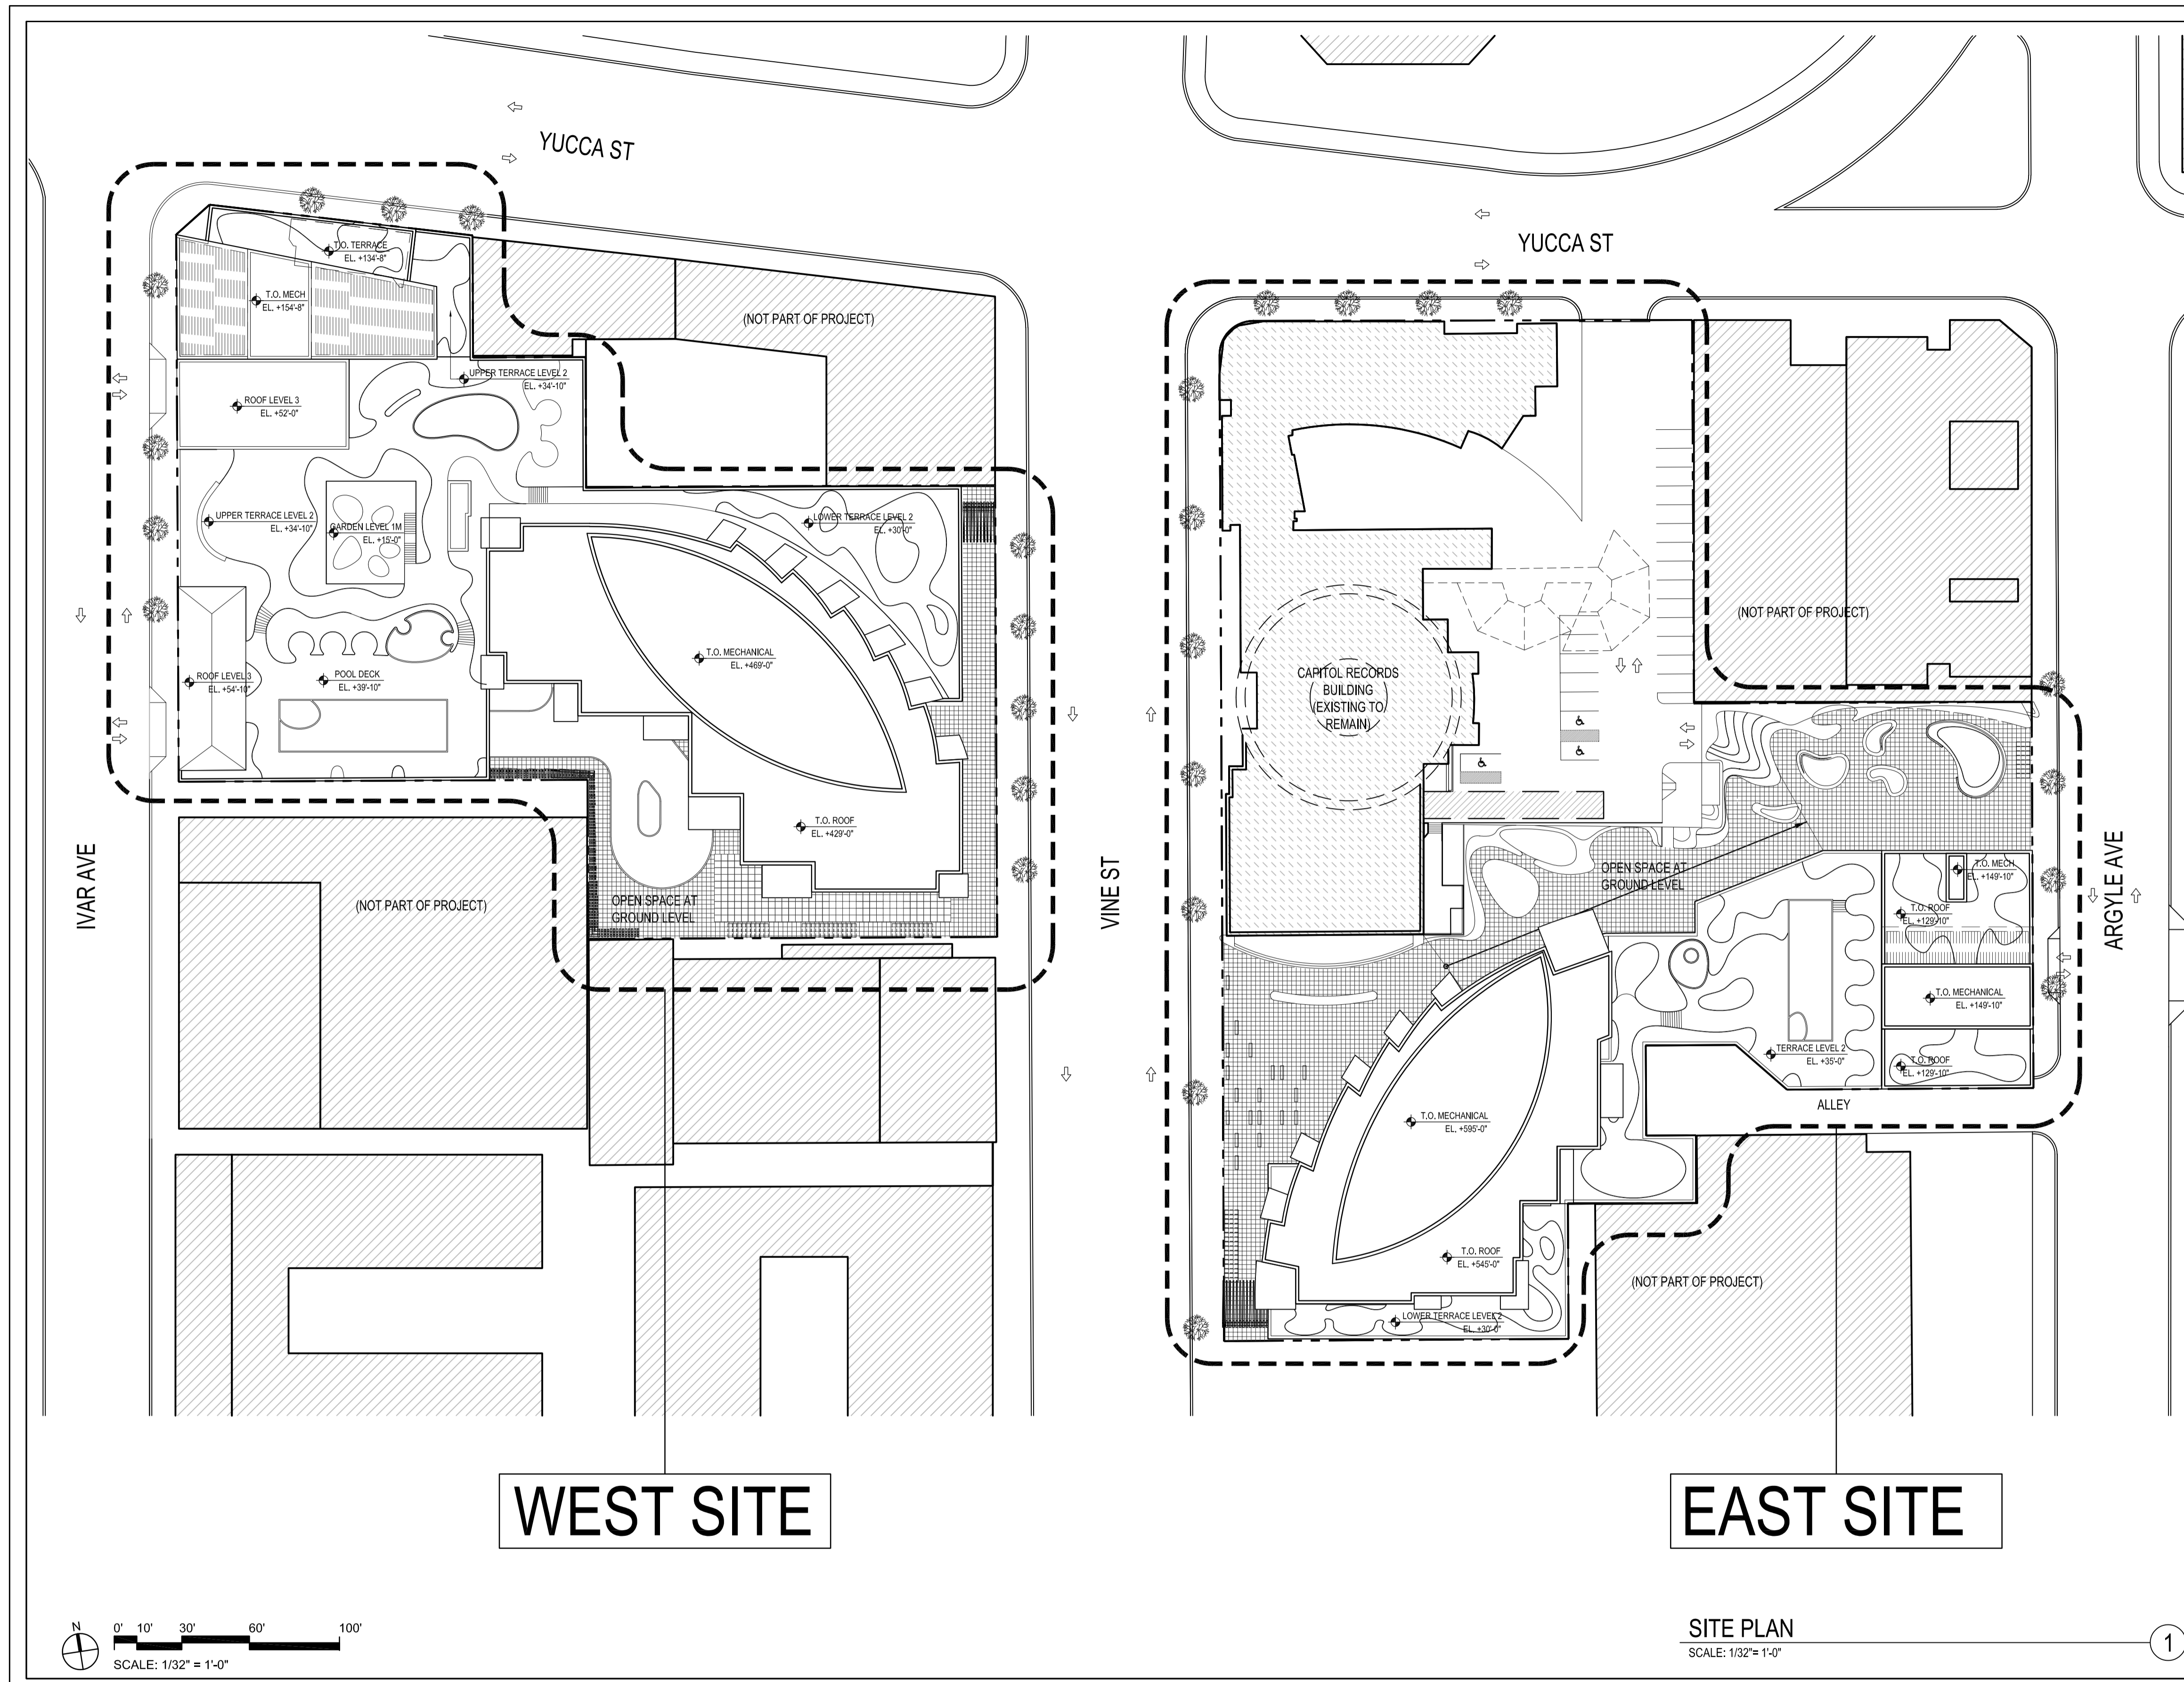 YUCCA ST
YUCCA ST
T.O. TERRACE
EL. +134'-8"
T.O. MECH
EL. +154'-8"
(NOT PART OF PROJECT)
UPPER TERRACE LEVEL 2
EL. +34'-10"
ROOF LEVEL 3
EL. +52'-0"
UPPER TERRACE LEVEL 2
EL. +34'-10"
GARDEN LEVEL 1M
EL. +15'-0"
LOWER TERRACE LEVEL 2
EL. +30'-0"
T.O. MECHANICAL
EL. +469'-0"
ROOF LEVEL 3
EL. +54'-10"
POOL DECK
EL. +39'-10"
T.O. ROOF
EL. +429'-0"
OPEN SPACE AT
GROUND LEVEL
(NOT PART OF PROJECT)
IVAR AVE
VINE ST
(NOT PART OF PROJECT)
CAPITOL RECORDS
BUILDING
(EXISTING TO
REMAIN)
OPEN SPACE AT
GROUND LEVEL
T.O. MECH
EL. +149'-10"
T.O. ROOF
EL. +129'-10"
T.O. MECHANICAL
EL. +149'-10"
TERRACE LEVEL 2
EL. +35'-0"
T.O. ROOF
EL. +129'-10"
ALLEY
ARGYLE AVE
T.O. MECHANICAL
EL. +595'-0"
T.O. ROOF
EL. +545'-0"
LOWER TERRACE LEVEL 2
EL. +30'-0"
(NOT PART OF PROJECT)
WEST SITE
EAST SITE
N
0' 10' 30' 60' 100'
SCALE: 1/32" = 1'-0"
SITE PLAN
SCALE: 1/32"= 1'-0"
1